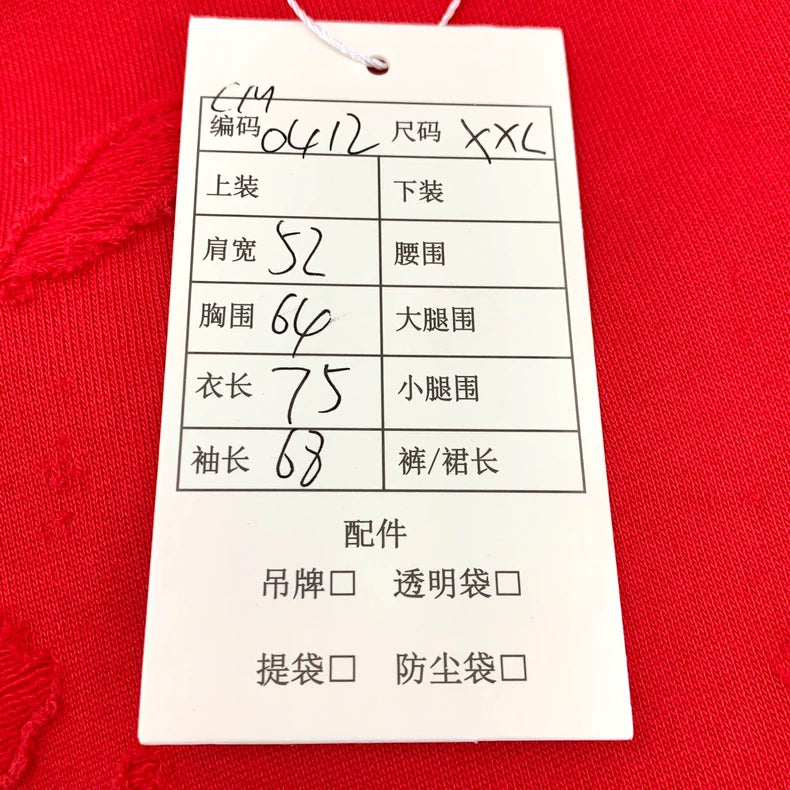 CM
编码 0412 尺码 XXL
上装 下装
肩宽 52 腰围
胸围 64 大腿围
衣长 75 小腿围
袖长 68 裤/裙长
配件
吊牌□ 透明袋□
提袋□ 防尘袋□